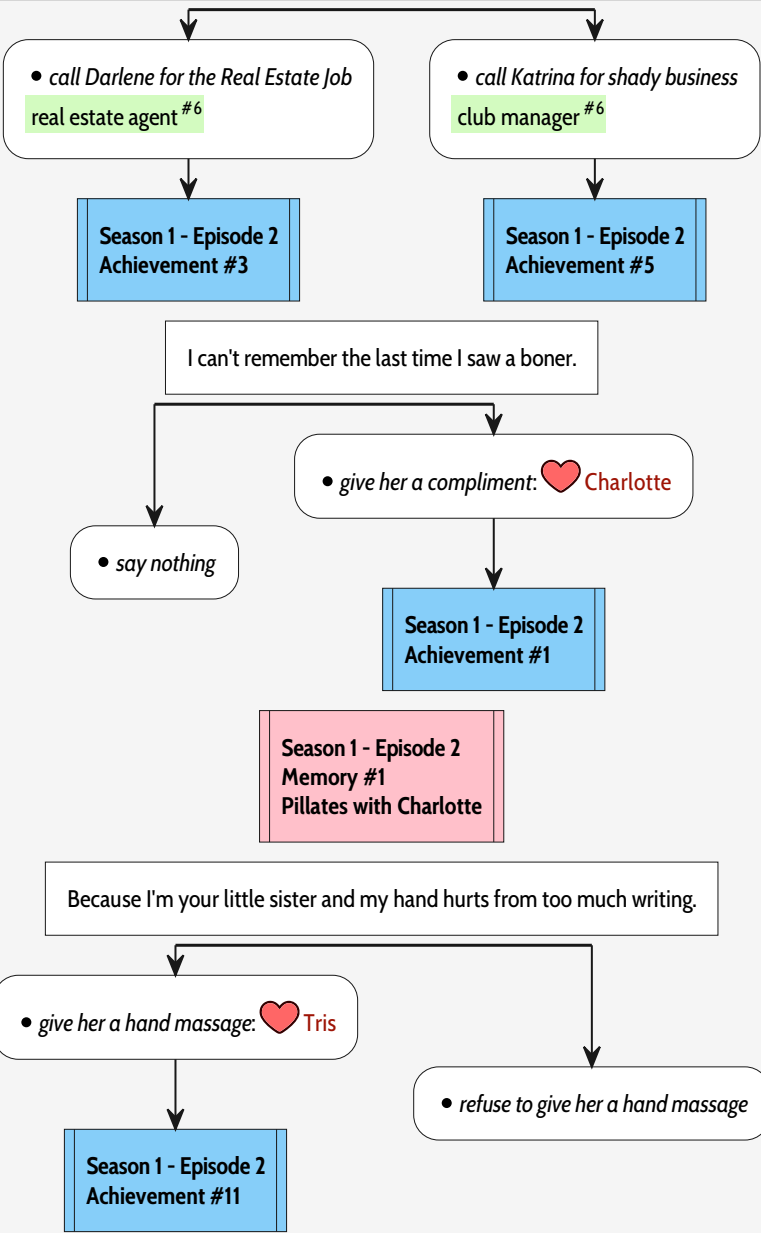 • call Darlene for the Real Estate Job
real estate agent #6
• call Katrina for shady business
club manager #6
Season 1 - Episode 2
Achievement #3
Season 1 - Episode 2
Achievement #5
I can't remember the last time I saw a boner.
• give her a compliment: Charlotte
• say nothing
Season 1 - Episode 2
Achievement #1
Season 1 - Episode 2
Memory #1
Pillates with Charlotte
Because I'm your little sister and my hand hurts from too much writing.
• give her a hand massage: Tris
• refuse to give her a hand massage
Season 1 - Episode 2
Achievement #11